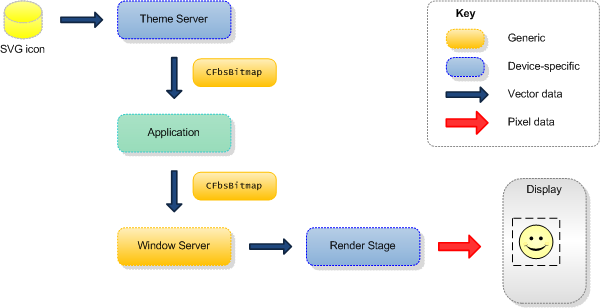 SVG icon
Theme Server
CFbsBitmap
Application
CFbsBitmap
Window Server
Render Stage
Display
Key
Generic
Device-specific
Vector data
Pixel data